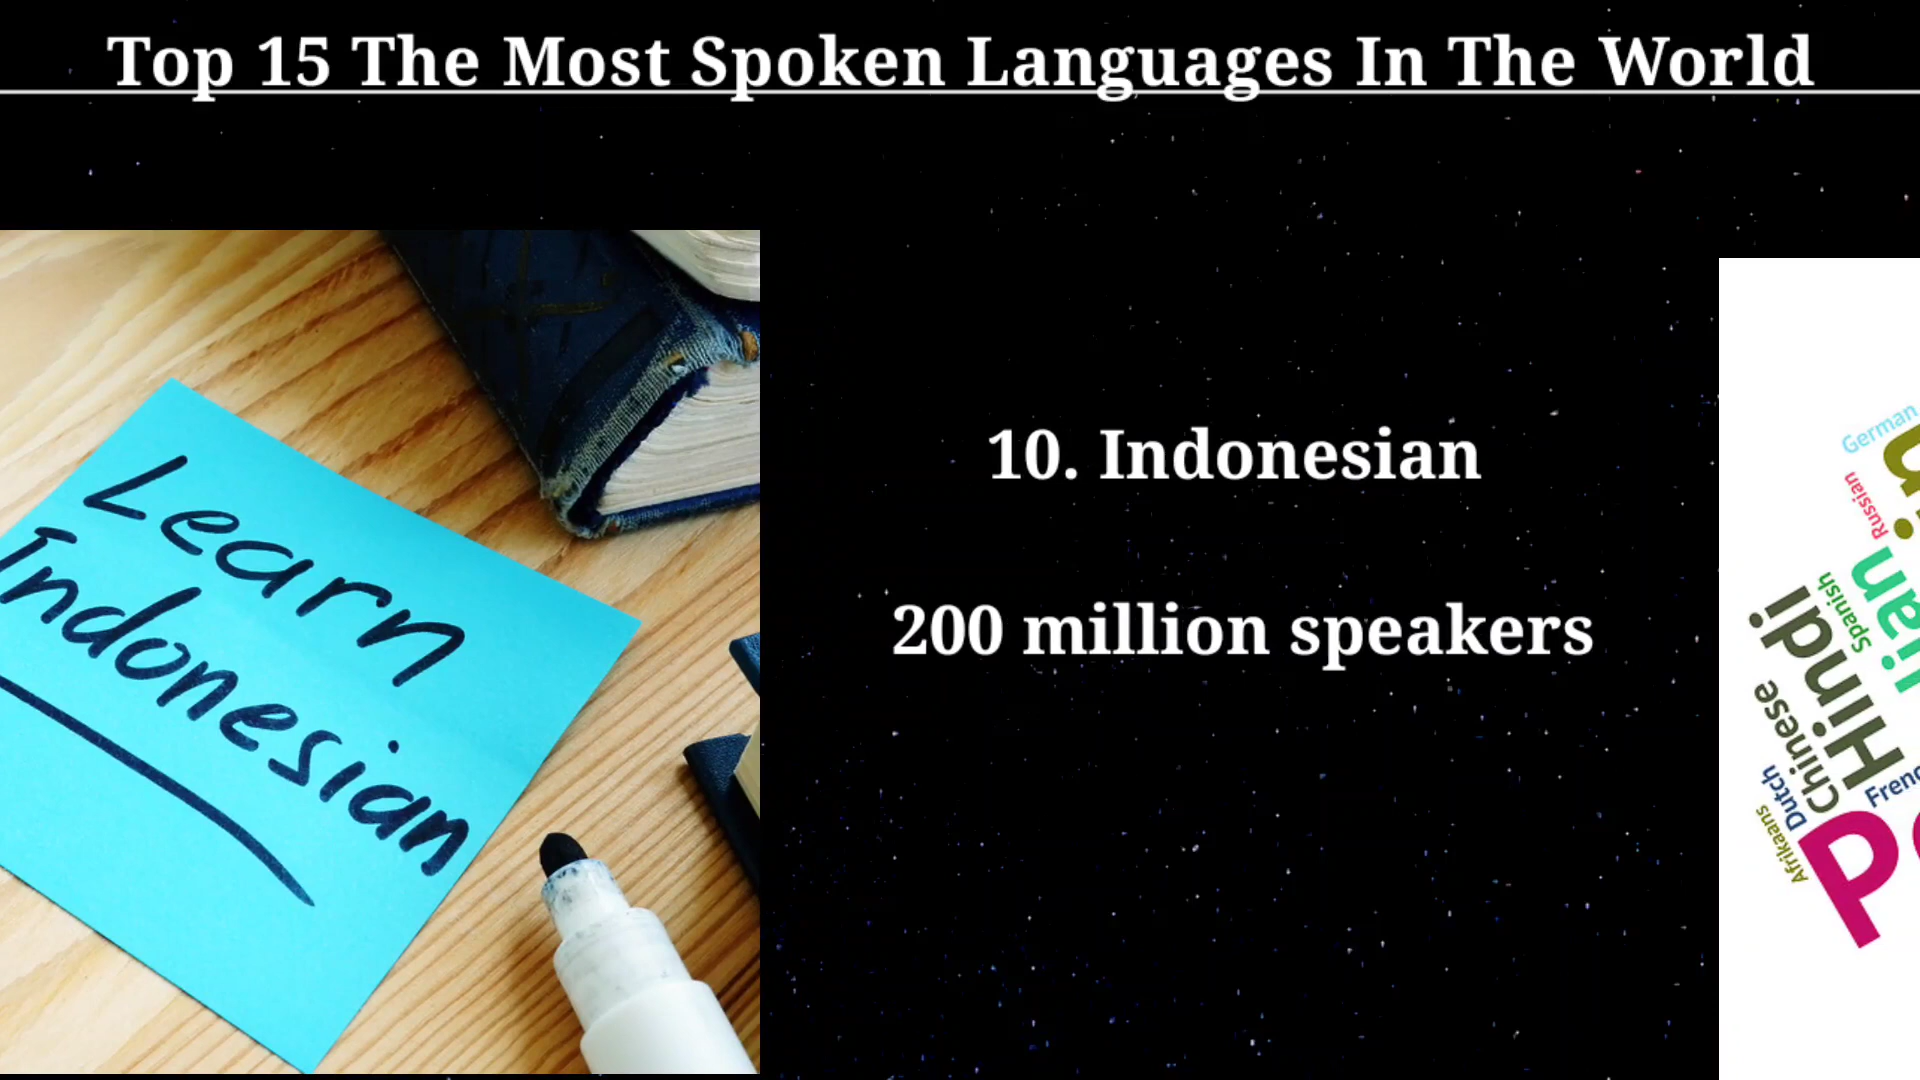 Top 15 The Most Spoken Languages In The World
Learn
Indonesian
10. Indonesian
200 million speakers
German
Russian
Spanish
Hindi
Chinese
Dutch
Afrikaans